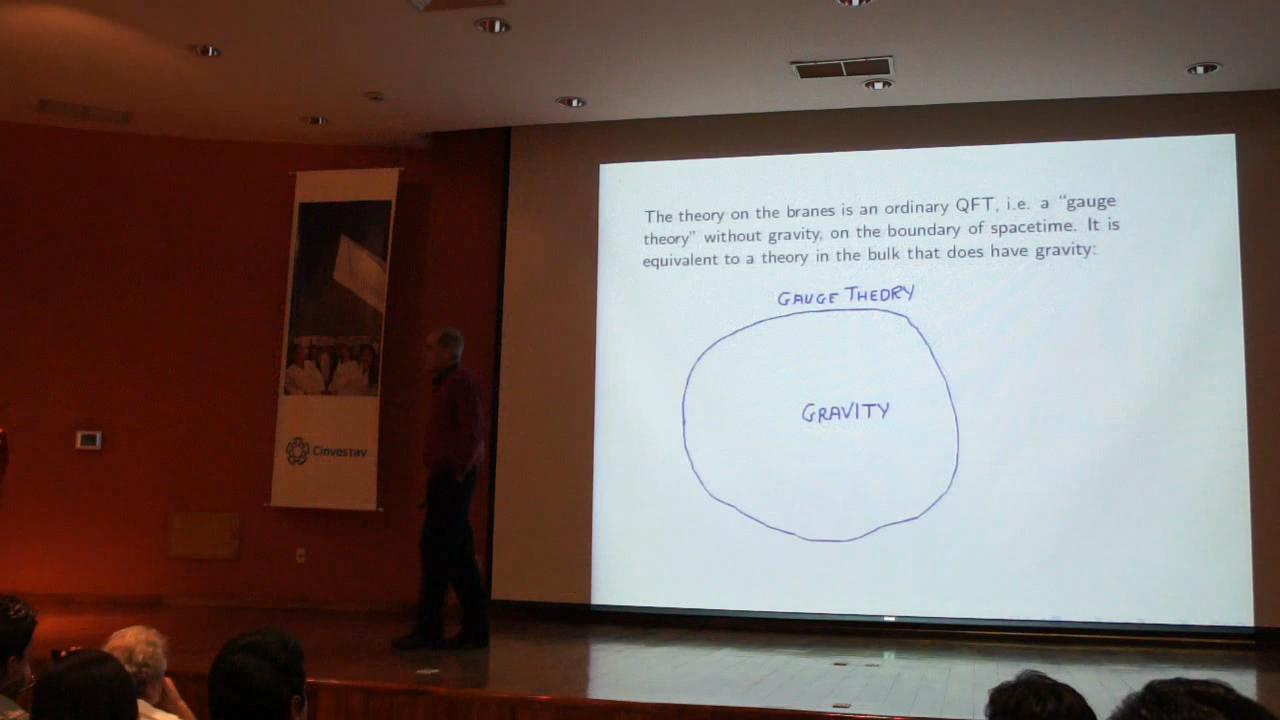 The theory on the branes is an ordinary QFT, i.e. a "gauge
theory" without gravity, on the boundary of spacetime. It is
equivalent to a theory in the bulk that does have gravity:
GAUGE THEORY
GRAVITY
Cinvestav